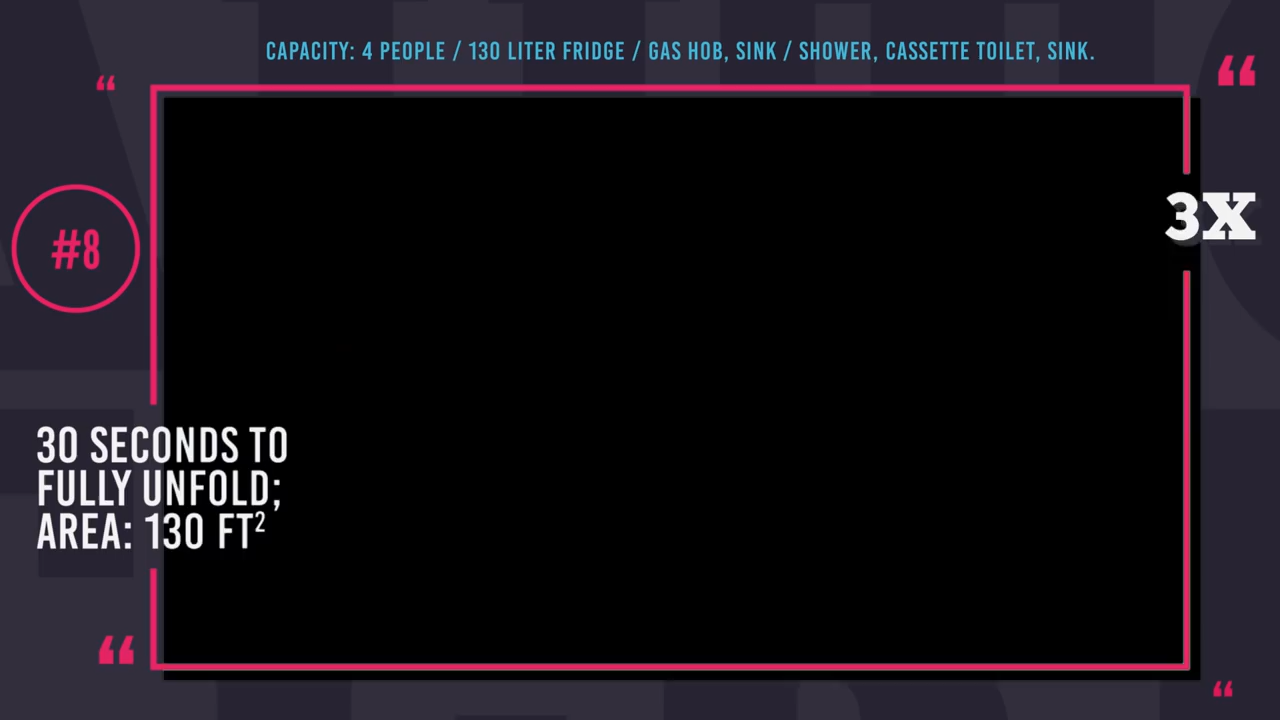 CAPACITY: 4 PEOPLE / 130 LITER FRIDGE / GAS HOB, SINK / SHOWER, CASSETTE TOILET, SINK.
#8
3X
30 SECONDS TO
FULLY UNFOLD;
AREA: 130 FT²